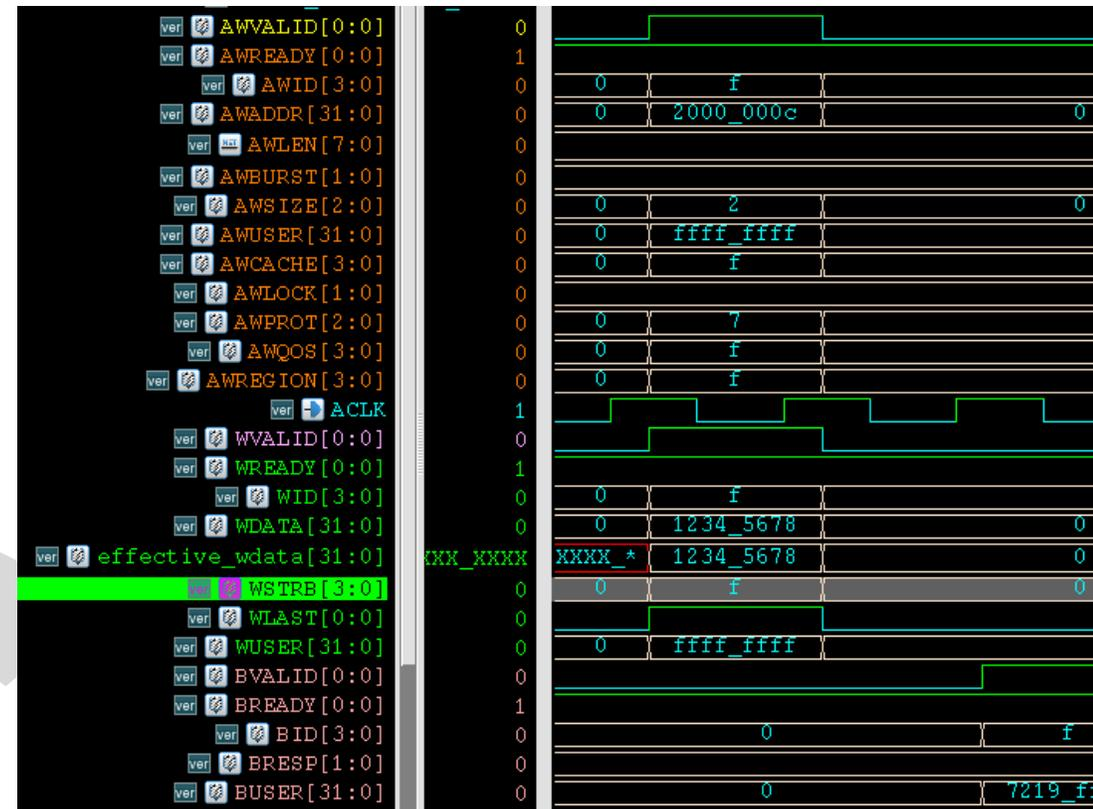 ver AWVALID[0:0] 0
ver AWREADY[0:0] 1
ver AWID[3:0] 0 0 f
ver AWADDR[31:0] 0 0 2000_000c 0
ver NET AWLEN[7:0] 0
ver AWBURST[1:0] 0
ver AWSIZE[2:0] 0 0 2 0
ver AWUSER[31:0] 0 0 ffff_ffff
ver AWCACHE[3:0] 0 0 f
ver AWLOCK[1:0] 0
ver AWPROT[2:0] 0 0 7
ver AWQOS[3:0] 0 0 f
ver AWREGION[3:0] 0 0 f
ver ACLK 1
ver WVALID[0:0] 0
ver WREADY[0:0] 1
ver WID[3:0] 0 0 f
ver WDATA[31:0] 0 0 1234_5678 0
ver effective_wdata[31:0] XXX_XXXX XXXX_* 1234_5678 0
ver WSTRB[3:0] 0 0 f 0
ver WLAST[0:0] 0
ver WUSER[31:0] 0 0 ffff_ffff
ver BVALID[0:0] 0
ver BREADY[0:0] 1
ver BID[3:0] 0 0 f
ver BRESP[1:0] 0
ver BUSER[31:0] 0 0